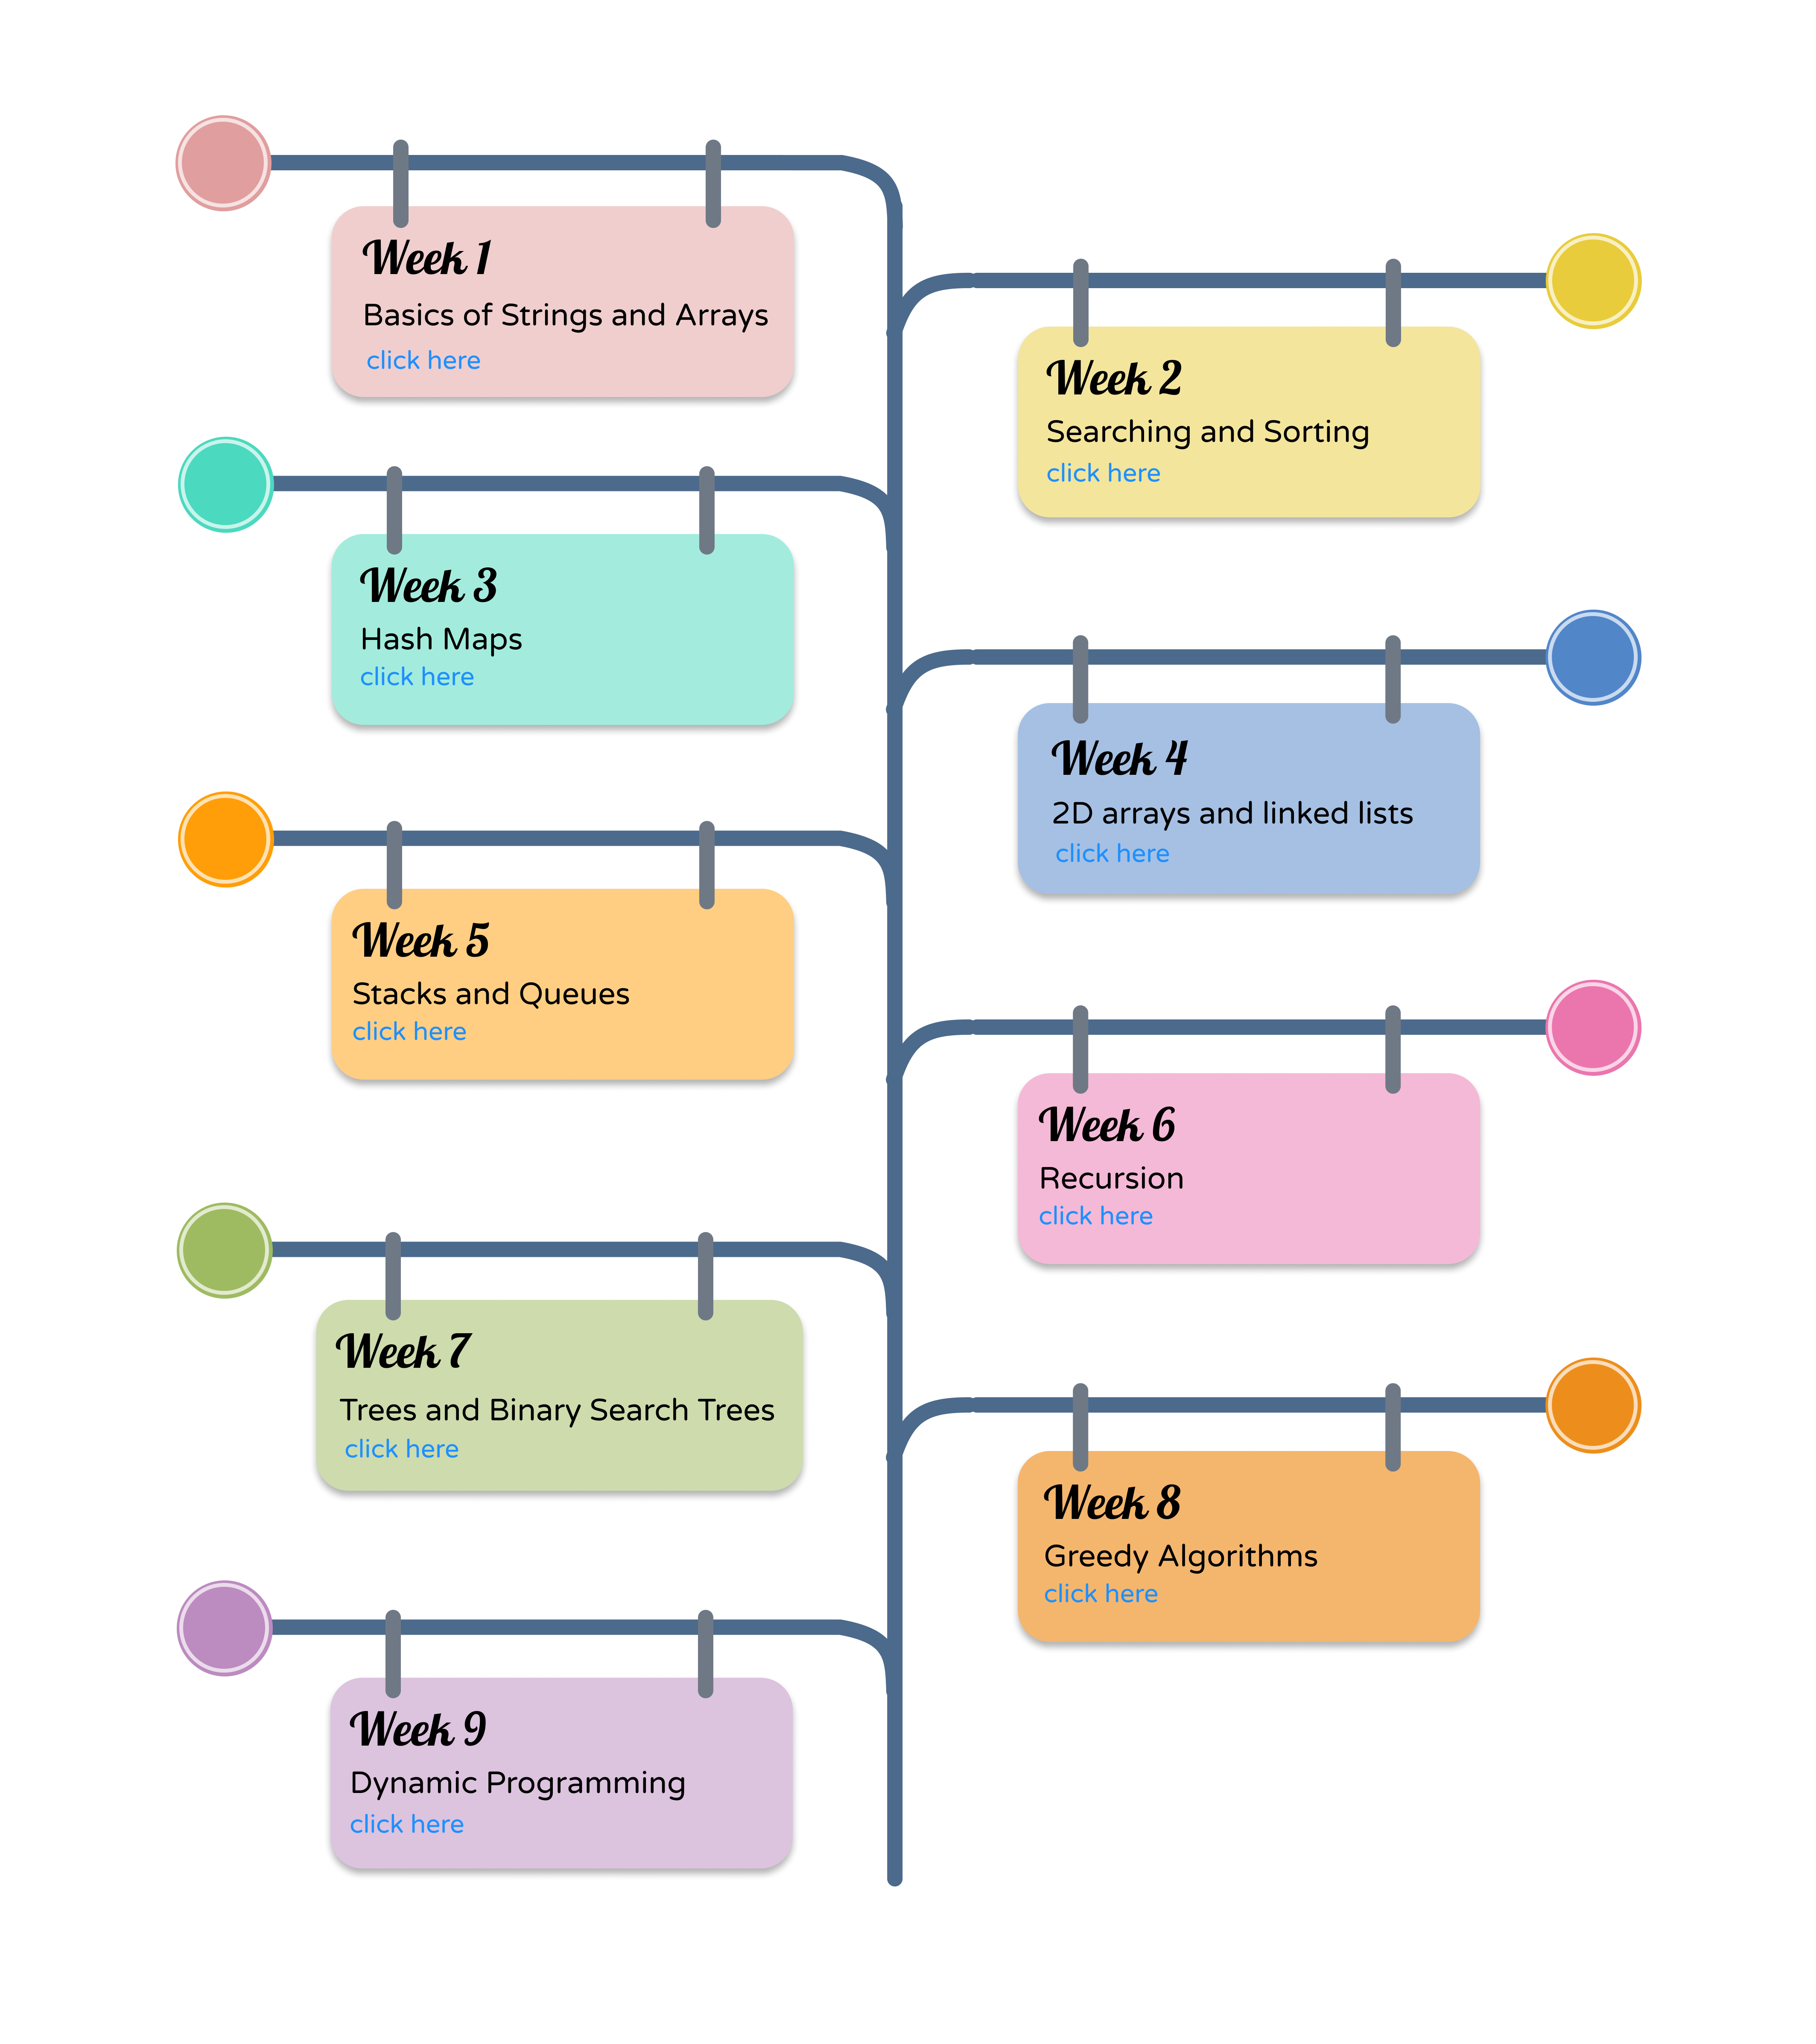 Week 1
Basics of Strings and Arrays
click here
Week 2
Searching and Sorting
click here
Week 3
Hash Maps
click here
Week 4
2D arrays and linked lists
click here
Week 5
Stacks and Queues
click here
Week 6
Recursion
click here
Week 7
Trees and Binary Search Trees
click here
Week 8
Greedy Algorithms
click here
Week 9
Dynamic Programming
click here